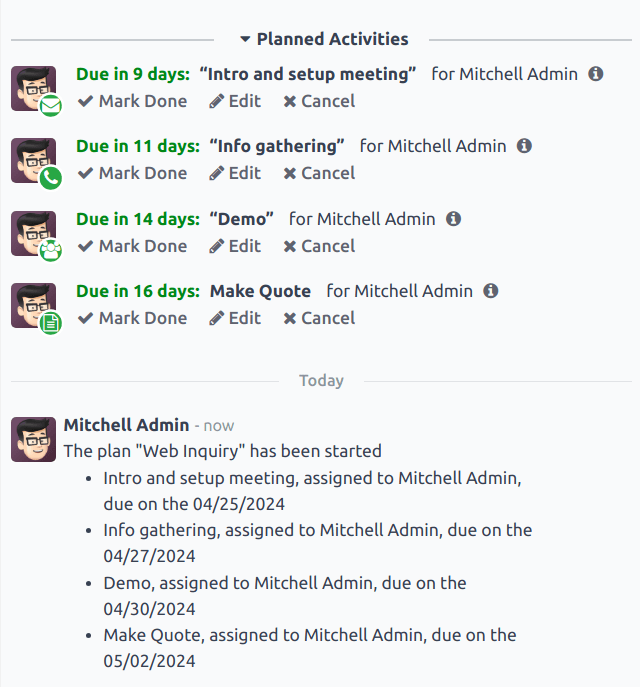 Planned Activities
Due in 9 days: “Intro and setup meeting” for Mitchell Admin
Mark Done Edit Cancel
Due in 11 days: “Info gathering” for Mitchell Admin
Mark Done Edit Cancel
Due in 14 days: “Demo” for Mitchell Admin
Mark Done Edit Cancel
Due in 16 days: Make Quote for Mitchell Admin
Mark Done Edit Cancel
Today
Mitchell Admin - now
The plan "Web Inquiry" has been started
• Intro and setup meeting, assigned to Mitchell Admin,
due on the 04/25/2024
• Info gathering, assigned to Mitchell Admin, due on the
04/27/2024
• Demo, assigned to Mitchell Admin, due on the
04/30/2024
• Make Quote, assigned to Mitchell Admin, due on the
05/02/2024